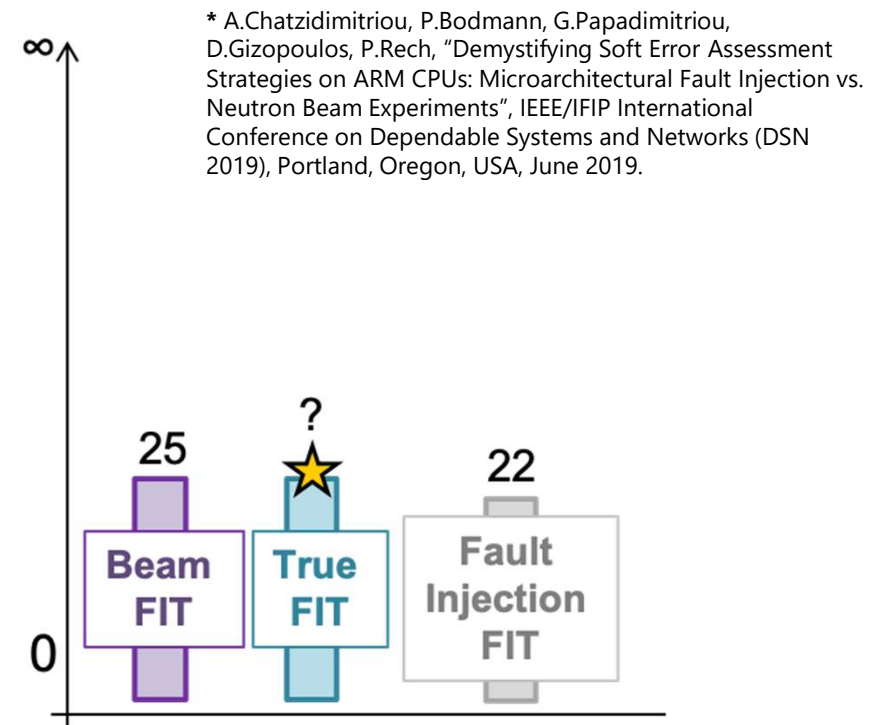 * A.Chatzidimitriou, P.Bodmann, G.Papadimitriou,
D.Gizopoulos, P.Rech, “Demystifying Soft Error Assessment
Strategies on ARM CPUs: Microarchitectural Fault Injection vs.
Neutron Beam Experiments”, IEEE/IFIP International
Conference on Dependable Systems and Networks (DSN
2019), Portland, Oregon, USA, June 2019.
∞
?
25
22
Beam
FIT
True
FIT
Fault
Injection
FIT
0